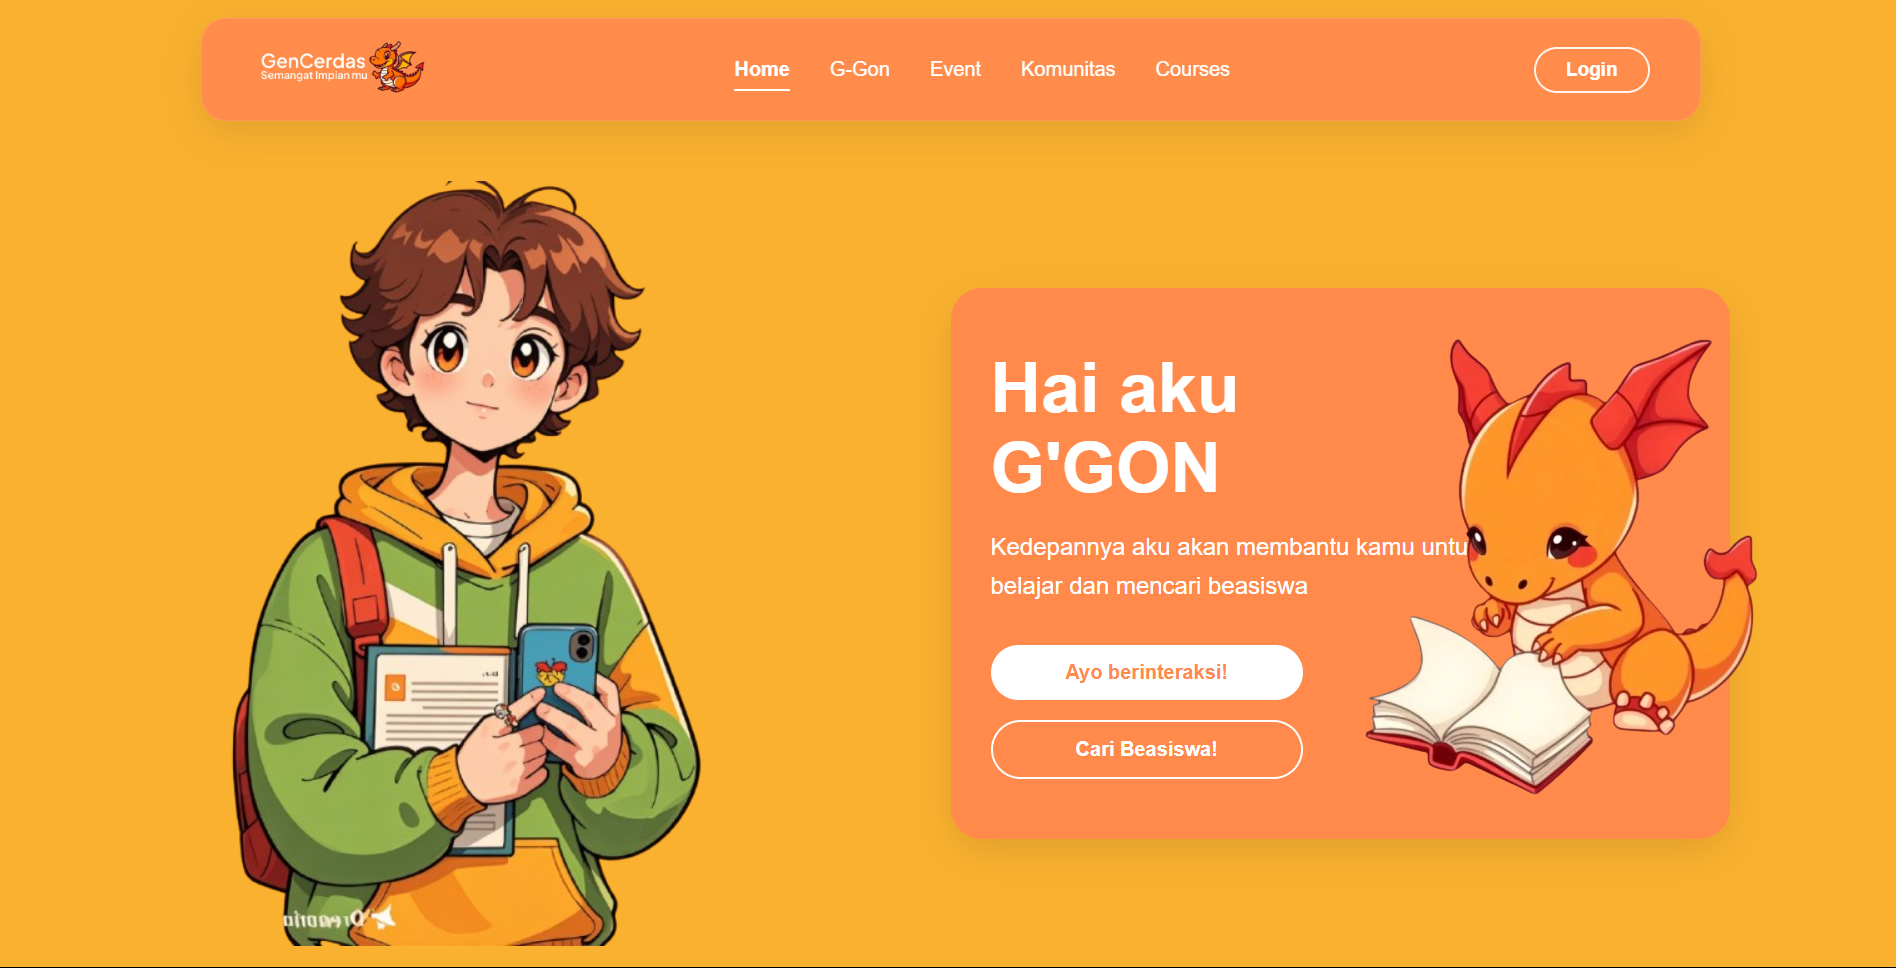 GenCerdas
Semangat Impian mu
Home
G-Gon
Event
Komunitas
Courses
Login
Hai aku
G'GON
Kedepannya aku akan membantu kamu untu
belajar dan mencari beasiswa
Ayo berinteraksi!
Cari Beasiswa!